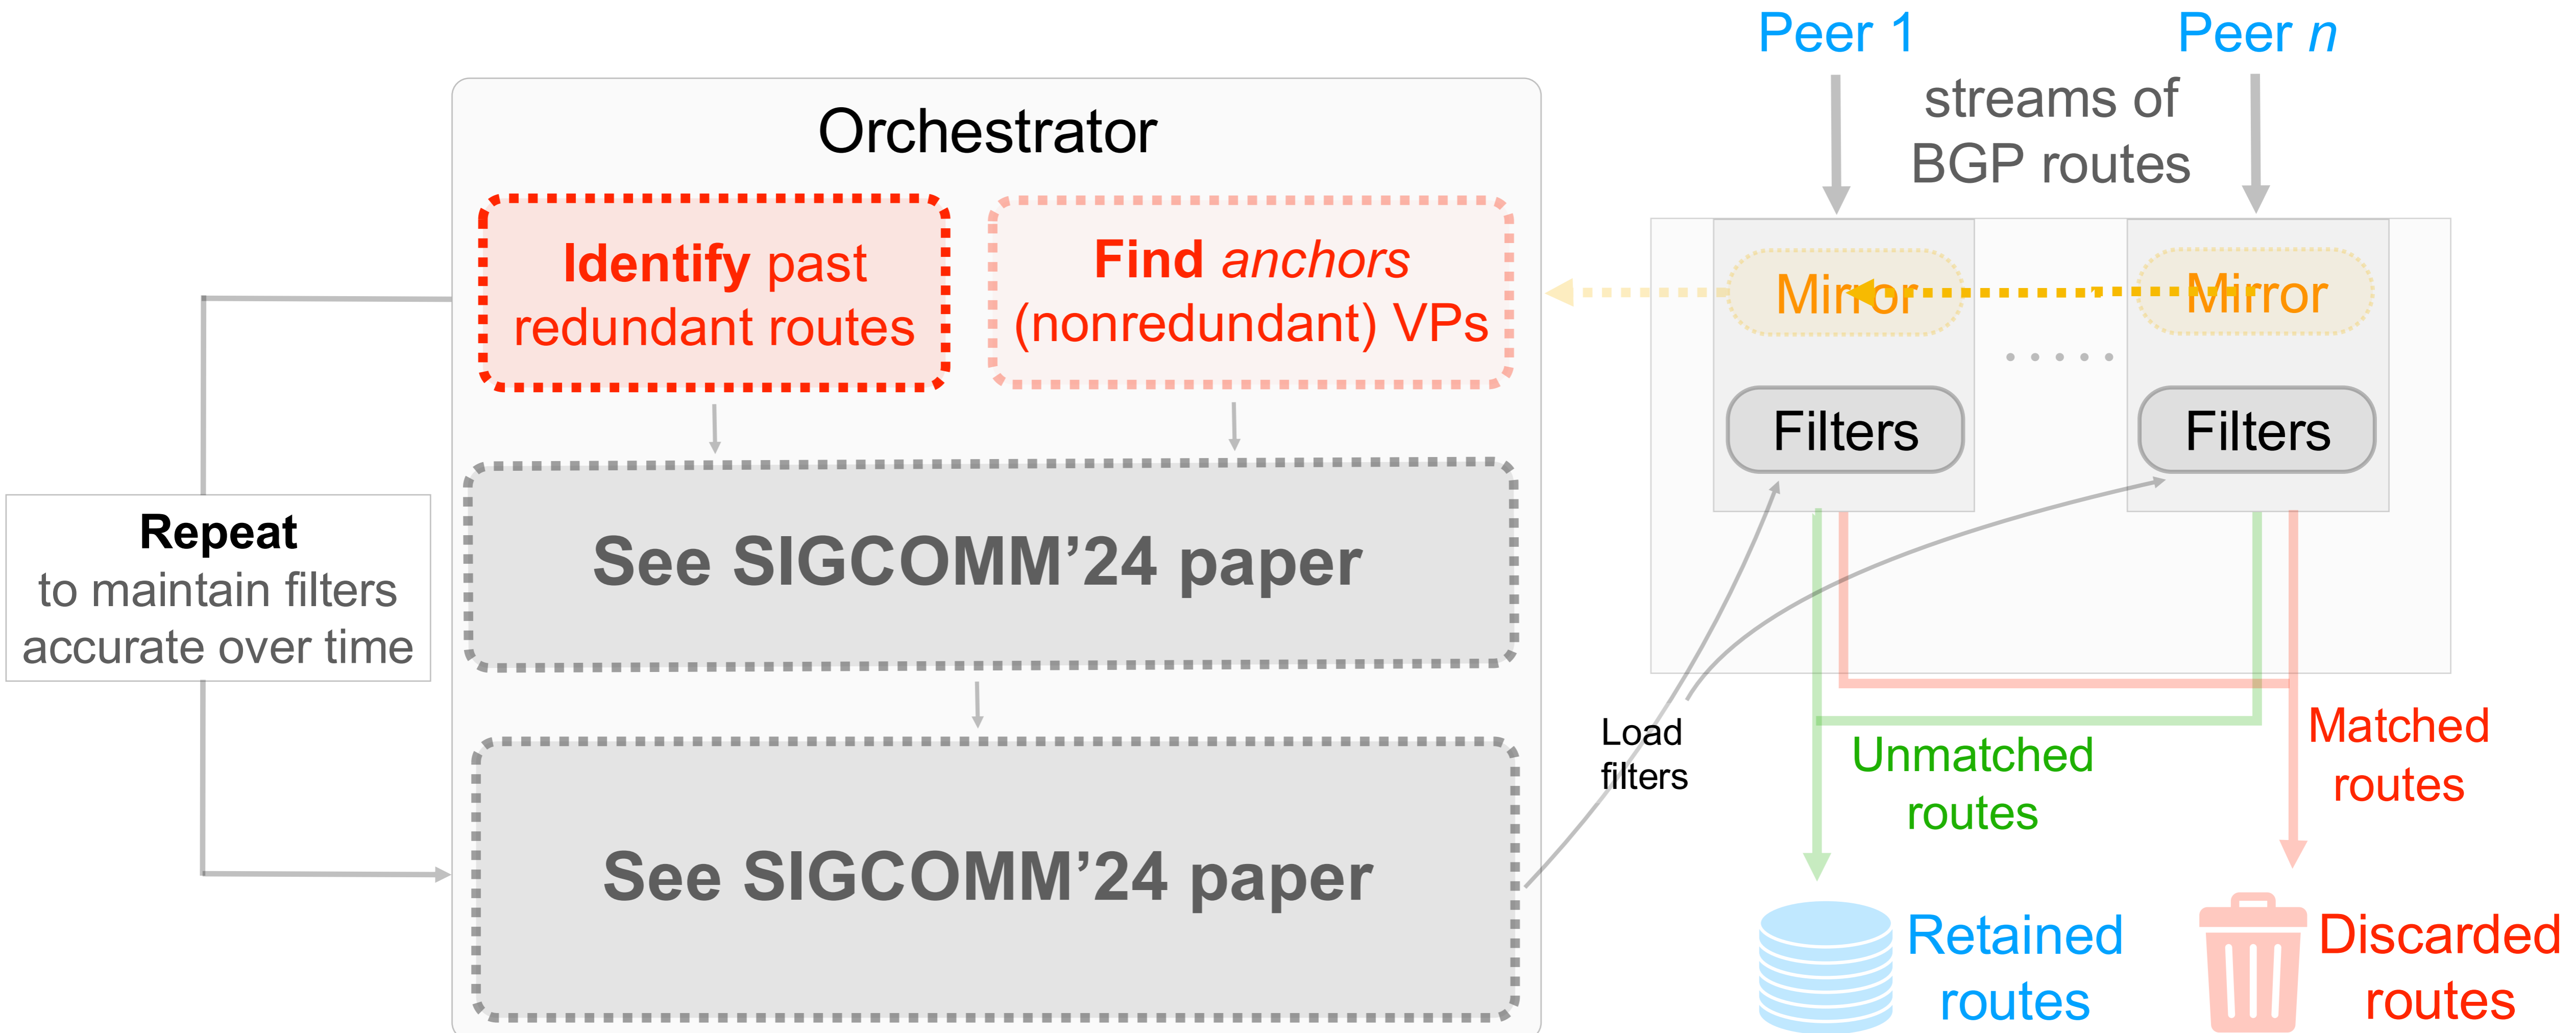 Peer 1
Peer n
streams of
BGP routes
Orchestrator
Identify past
redundant routes
Find anchors
(nonredundant) VPs
Mirror
Mirror
Filters
Filters
Repeat
to maintain filters
accurate over time
See SIGCOMM’24 paper
See SIGCOMM’24 paper
Load
filters
Unmatched
routes
Matched
routes
Retained
routes
Discarded
routes